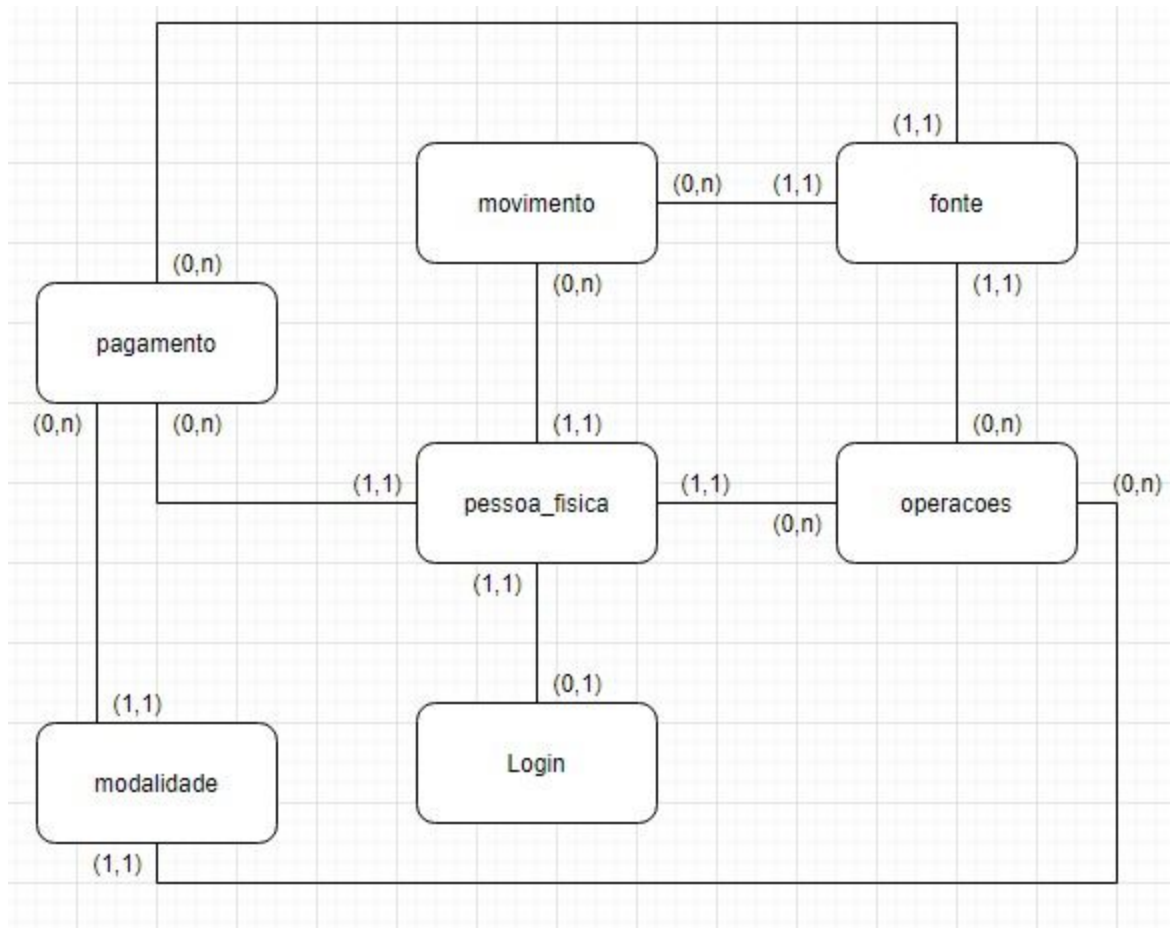 (1,1)
movimento
(0,n)
(1,1)
fonte
(0,n)
(0,n)
(1,1)
pagamento
(0,n)
(0,n)
(1,1)
(0,n)
(1,1)
pessoa_fisica
(1,1)
(0,n)
operacoes
(0,n)
(1,1)
(0,1)
(1,1)
modalidade
Login
(1,1)